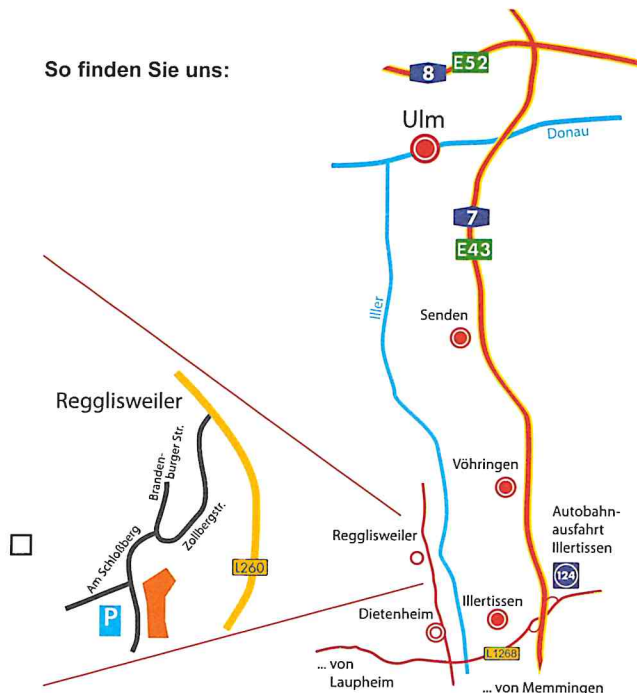 So finden Sie uns:
8
E52
Ulm
Donau
7
E43
Iller
Senden
Regglisweiler
Branden-
burger Str.
Zollbergstr.
Am Schloßberg
L260
P
Vöhringen
Autobahn-
ausfahrt
Illertissen
124
Regglisweiler
Dietenheim
Illertissen
L1268
... von
Laupheim
... von Memmingen